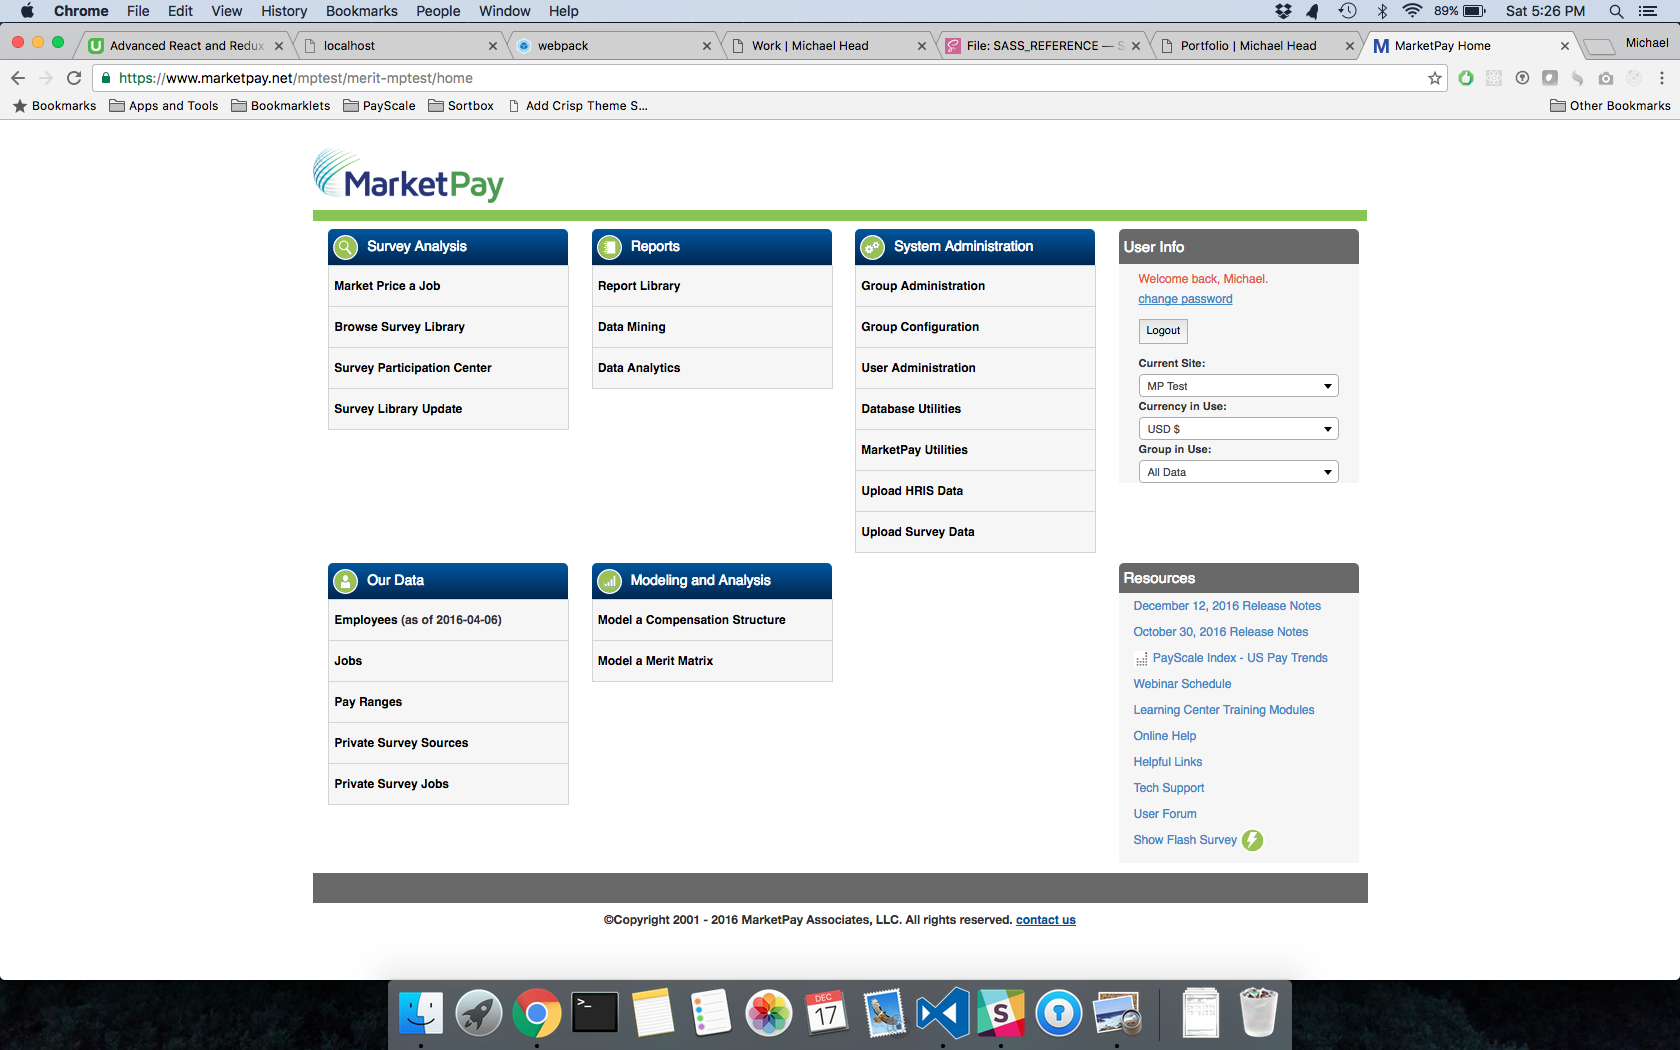 Chrome File Edit View History Bookmarks People Window Help 89% Sat 5:26 PM
Advanced React and Redux localhost webpack Work | Michael Head File: SASS_REFERENCE — S Portfolio | Michael Head MarketPay Home Michael
https://www.marketpay.net/mptest/merit-mptest/home
Bookmarks Apps and Tools Bookmarklets PayScale Sortbox Add Crisp Theme S... Other Bookmarks
MarketPay
Survey Analysis
Market Price a Job
Browse Survey Library
Survey Participation Center
Survey Library Update
Reports
Report Library
Data Mining
Data Analytics
System Administration
Group Administration
Group Configuration
User Administration
Database Utilities
MarketPay Utilities
Upload HRIS Data
Upload Survey Data
User Info
Welcome back, Michael.
change password
Logout
Current Site:
MP Test
Currency in Use:
USD $
Group in Use:
All Data
Our Data
Employees (as of 2016-04-06)
Jobs
Pay Ranges
Private Survey Sources
Private Survey Jobs
Modeling and Analysis
Model a Compensation Structure
Model a Merit Matrix
Resources
December 12, 2016 Release Notes
October 30, 2016 Release Notes
PayScale Index - US Pay Trends
Webinar Schedule
Learning Center Training Modules
Online Help
Helpful Links
Tech Support
User Forum
Show Flash Survey
©Copyright 2001 - 2016 MarketPay Associates, LLC. All rights reserved. contact us
DEC
17